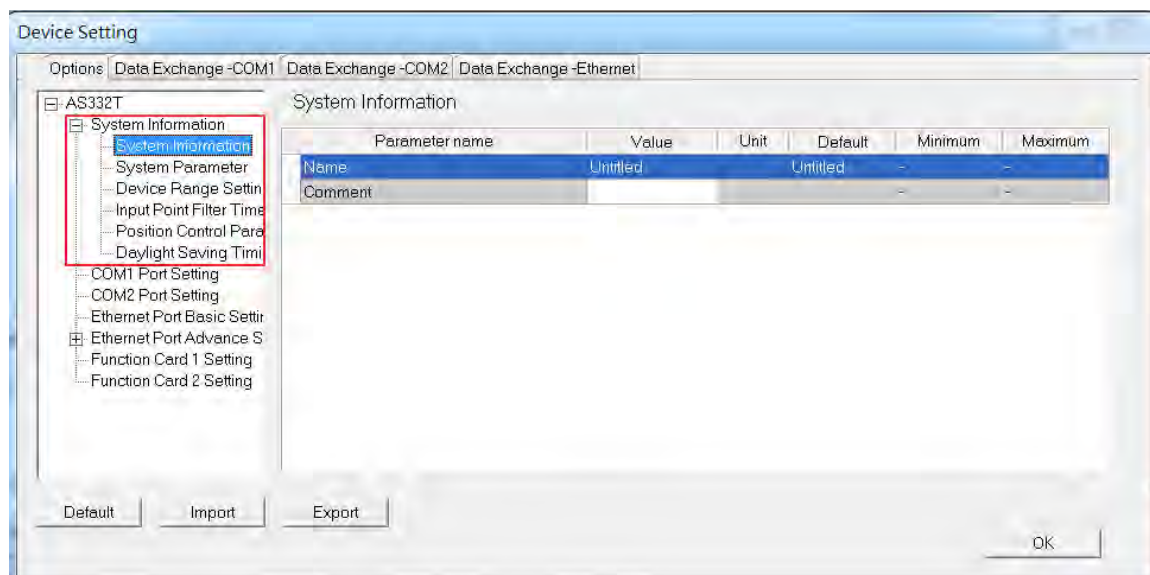 Device Setting
Options Data Exchange -COM1 Data Exchange -COM2 Data Exchange -Ethernet
AS332T
System Information
System Information
System Parameter
Device Range Settin
Input Point Filter Time
Position Control Para
Daylight Saving Timi
COM1 Port Setting
COM2 Port Setting
Ethernet Port Basic Settin
Ethernet Port Advance S
Function Card 1 Setting
Function Card 2 Setting
System Information
Parameter name Value Unit Default Minimum Maximum
Name Untitled Untitled - -
Comment - -
Default Import Export
OK